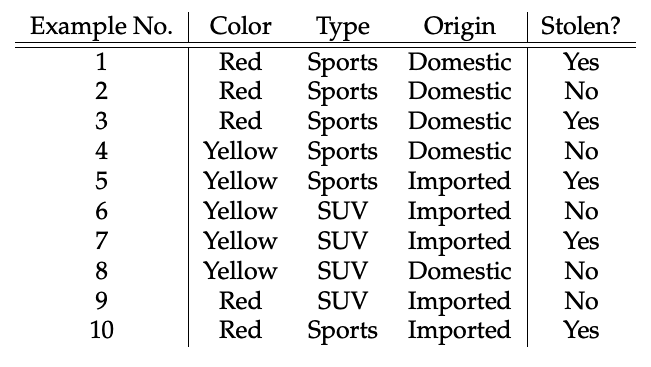 Example No. Color Type Origin Stolen?
1 Red Sports Domestic Yes
2 Red Sports Domestic No
3 Red Sports Domestic Yes
4 Yellow Sports Domestic No
5 Yellow Sports Imported Yes
6 Yellow SUV Imported No
7 Yellow SUV Imported Yes
8 Yellow SUV Domestic No
9 Red SUV Imported No
10 Red Sports Imported Yes